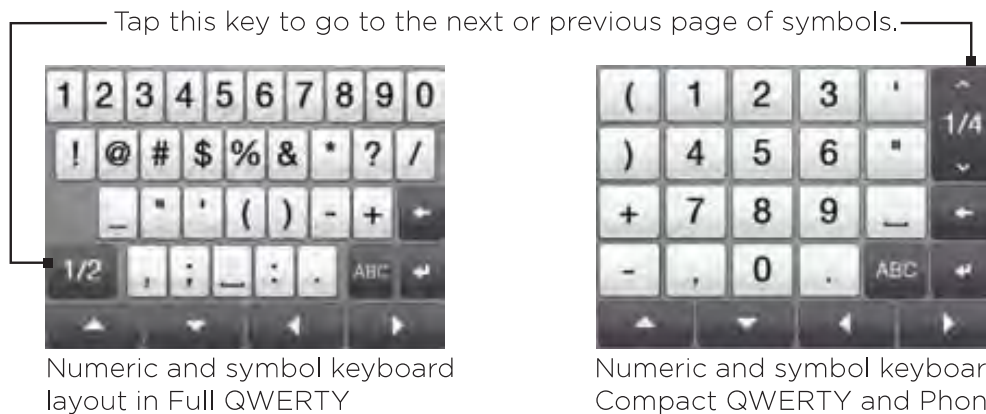 Tap this key to go to the next or previous page of symbols.
1 2 3 4 5 6 7 8 9 0
! @ # $ % & * ? /
_ " ' ( ) - +
1/2 , ; : . ABC
( 1 2 3 '
1/4
) 4 5 6 "
+ 7 8 9
- , 0 . ABC
Numeric and symbol keyboard
layout in Full QWERTY
Numeric and symbol keyboar
Compact QWERTY and Phon